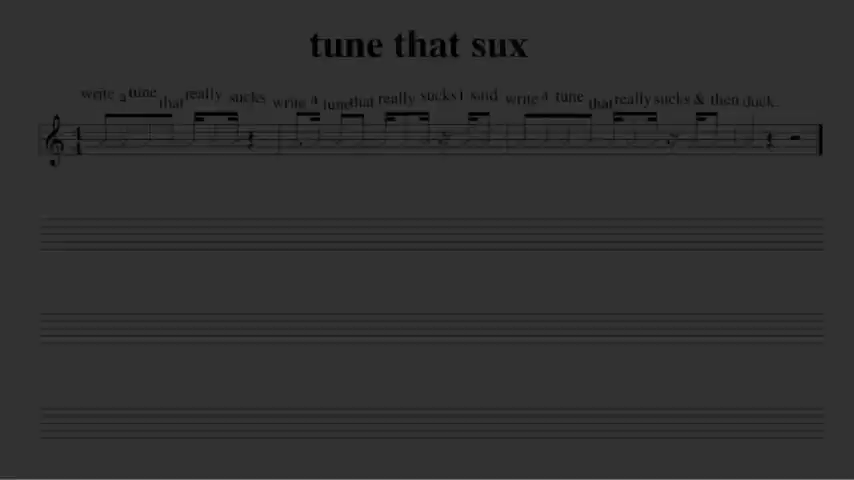 tune that sux
write a tune that really sucks write a tune that really sucks I said write a tune that really sucks & then duck.